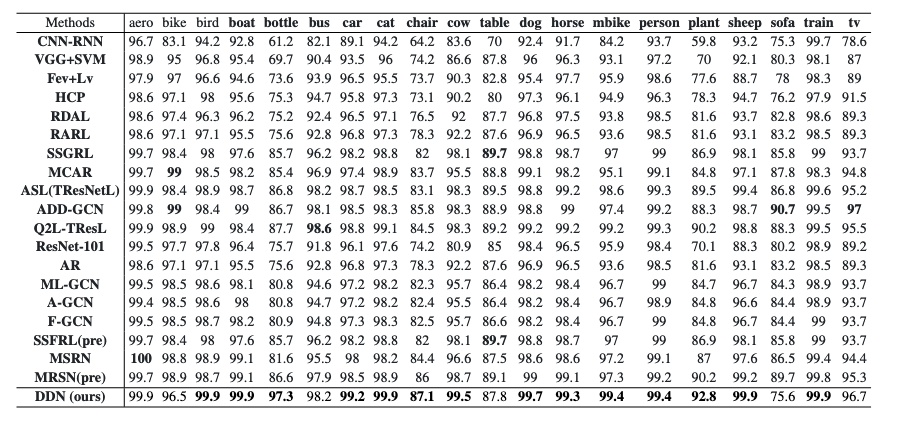 Methods aero bike bird boat bottle bus car cat chair cow table dog horse mbike person plant sheep sofa train tv
CNN-RNN 96.7 83.1 94.2 92.8 61.2 82.1 89.1 94.2 64.2 83.6 70 92.4 91.7 84.2 93.7 59.8 93.2 75.3 99.7 78.6
VGG+SVM 98.9 95 96.8 95.4 69.7 90.4 93.5 96 74.2 86.6 87.8 96 96.3 93.1 97.2 70 92.1 80.3 98.1 87
Fev+Lv 97.9 97 96.6 94.6 73.6 93.9 96.5 95.5 73.7 90.3 82.8 95.4 97.7 95.9 98.6 77.6 88.7 78 98.3 89
HCP 98.6 97.1 98 95.6 75.3 94.7 95.8 97.3 73.1 90.2 80 97.3 96.1 94.9 96.3 78.3 94.7 76.2 97.9 91.5
RDAL 98.6 97.4 96.3 96.2 75.2 92.4 96.5 97.1 76.5 92 87.7 96.8 97.5 93.8 98.5 81.6 93.7 82.8 98.6 89.3
RARL 98.6 97.1 97.1 95.5 75.6 92.8 96.8 97.3 78.3 92.2 87.6 96.9 96.5 93.6 98.5 81.6 93.1 83.2 98.5 89.3
SSGRL 99.7 98.4 98 97.6 85.7 96.2 98.2 98.8 82 98.1 89.7 98.8 98.7 97 99 86.9 98.1 85.8 99 93.7
MCAR 99.7 99 98.5 98.2 85.4 96.9 97.4 98.9 83.7 95.5 88.8 99.1 98.2 95.1 99.1 84.8 97.1 87.8 98.3 94.8
ASL(TResNetL) 99.9 98.4 98.9 98.7 86.8 98.2 98.7 98.5 83.1 98.3 89.5 98.8 99.2 98.6 99.3 89.5 99.4 86.8 99.6 95.2
ADD-GCN 99.8 99 98.4 99 86.7 98.1 98.5 98.3 85.8 98.3 88.9 98.8 99 97.4 99.2 88.3 98.7 90.7 99.5 97
Q2L-TResL 99.9 98.9 99 98.4 87.7 98.6 98.8 99.1 84.5 98.3 89.2 99.2 99.2 99.2 99.3 90.2 98.8 88.3 99.5 95.5
ResNet-101 99.5 97.7 97.8 96.4 75.7 91.8 96.1 97.6 74.2 80.9 85 98.4 96.5 95.9 98.4 70.1 88.3 80.2 98.9 89.2
AR 98.6 97.1 97.1 95.5 75.6 92.8 96.8 97.3 78.3 92.2 87.6 96.9 96.5 93.6 98.5 81.6 93.1 83.2 98.5 89.3
ML-GCN 99.5 98.5 98.6 98.1 80.8 94.6 97.2 98.2 82.3 95.7 86.4 98.2 98.4 96.7 99 84.7 96.7 84.3 98.9 93.7
A-GCN 99.4 98.5 98.6 98 80.8 94.7 97.2 98.2 82.4 95.5 86.4 98.2 98.4 96.7 98.9 84.8 96.6 84.4 98.9 93.7
F-GCN 99.5 98.5 98.7 98.2 80.9 94.8 97.3 98.3 82.5 95.7 86.6 98.2 98.4 96.7 99 84.8 96.7 84.4 99 93.7
SSFRL(pre) 99.7 98.4 98 97.6 85.7 96.2 98.2 98.8 82 98.1 89.7 98.8 98.7 97 99 86.9 98.1 85.8 99 93.7
MSRN 100 98.8 98.9 99.1 81.6 95.5 98 98.2 84.4 96.6 87.5 98.6 98.6 97.2 99.1 87 97.6 86.5 99.4 94.4
MRSN(pre) 99.7 98.9 98.7 99.1 86.6 97.9 98.5 98.9 86 98.7 89.1 99 99.1 97.3 99.2 90.2 99.2 89.7 99.8 95.3
DDN (ours) 99.9 96.5 99.9 99.9 97.3 98.2 99.2 99.9 87.1 99.5 87.8 99.7 99.3 99.4 99.4 92.8 99.9 75.6 99.9 96.7